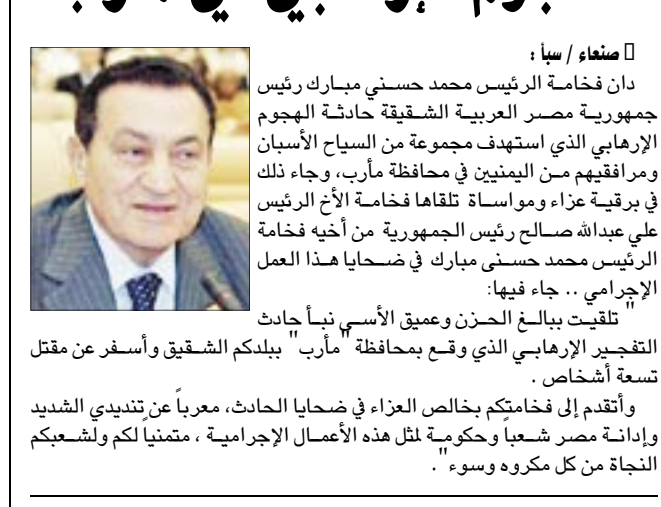 صنعاء / سبأ :
دان فخامة الرئيس محمد حسني مبارك رئيس
جمهورية مصر العربية الشقيقة حادثة الهجوم
الإرهابي الذي استهدف مجموعة من السياح الأسبان
ومرافقيهم من اليمنيين في محافظة مأرب، وجاء ذلك
في برقية عزاء ومواساة تلقاها فخامة الأخ الرئيس
علي عبدالله صالح رئيس الجمهورية من أخيه فخامة
الرئيس محمد حسنى مبارك في ضحايا هذا العمل
الإجرامي .. جاء فيها:
" تلقيت ببالغ الحزن وعميق الأسى نبأ حادث
التفجير الإرهابي الذي وقع بمحافظة "مأرب" ببلدكم الشقيق وأسفر عن مقتل
تسعة أشخاص .
وأتقدم إلى فخامتكم بخالص العزاء في ضحايا الحادث، معرباً عن تنديدي الشديد
وإدانة مصر شعباً وحكومة لمثل هذه الأعمال الإجرامية ، متمنياً لكم ولشعبكم
النجاة من كل مكروه وسوء".